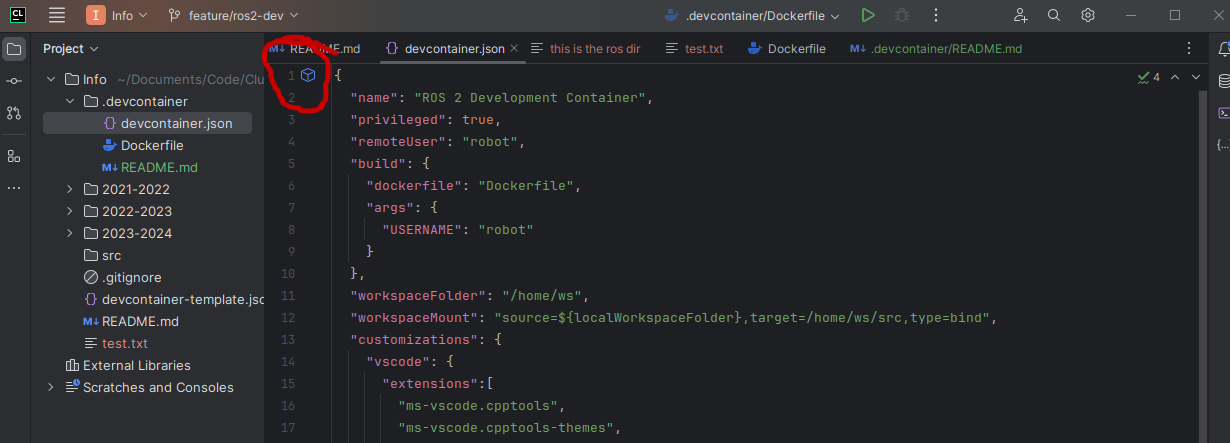 CL
I Info feature/ros2-dev .devcontainer/Dockerfile
Project
README.md devcontainer.json this is the ros dir test.txt Dockerfile .devcontainer/README.md
Info ~/Documents/Code/Clu
.devcontainer
devcontainer.json
Dockerfile
README.md
2021-2022
2022-2023
2023-2024
src
.gitignore
devcontainer-template.jsc
README.md
test.txt
External Libraries
Scratches and Consoles
1 {
2 "name": "ROS 2 Development Container",
3 "privileged": true,
4 "remoteUser": "robot",
5 "build": {
6 "dockerfile": "Dockerfile",
7 "args": {
8 "USERNAME": "robot"
9 }
10 },
11 "workspaceFolder": "/home/ws",
12 "workspaceMount": "source=${localWorkspaceFolder},target=/home/ws/src,type=bind",
13 "customizations": {
14 "vscode": {
15 "extensions":[
16 "ms-vscode.cpptools",
17 "ms-vscode.cpptools-themes",
4